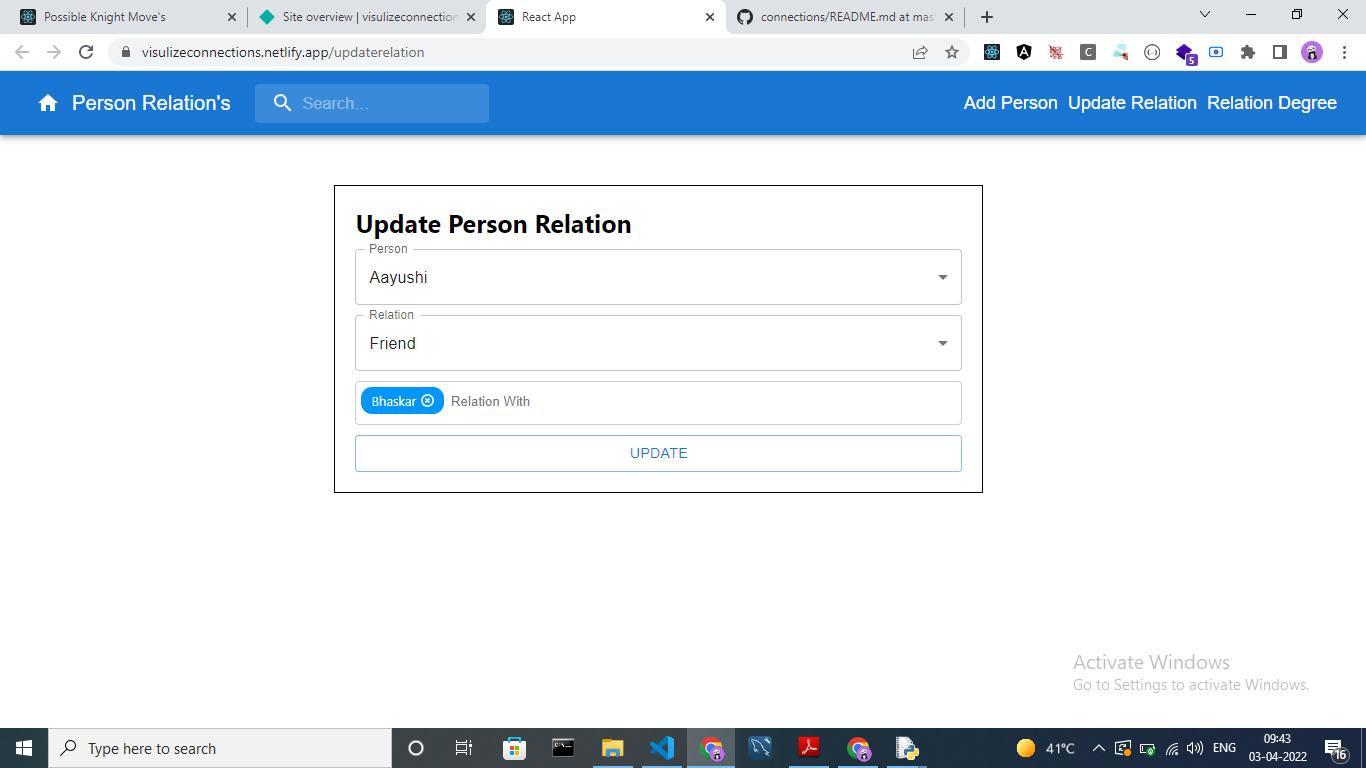 Possible Knight Move's
Site overview | visulizeconnection
React App
connections/README.md at mas
visulizeconnections.netlify.app/updaterelation
5
Person Relation's
Search...
Add Person Update Relation Relation Degree
Update Person Relation
Person
Aayushi
Relation
Friend
Bhaskar Relation With
UPDATE
Activate Windows
Go to Settings to activate Windows.
Type here to search
41°C
ENG
09:43
03-04-2022
16